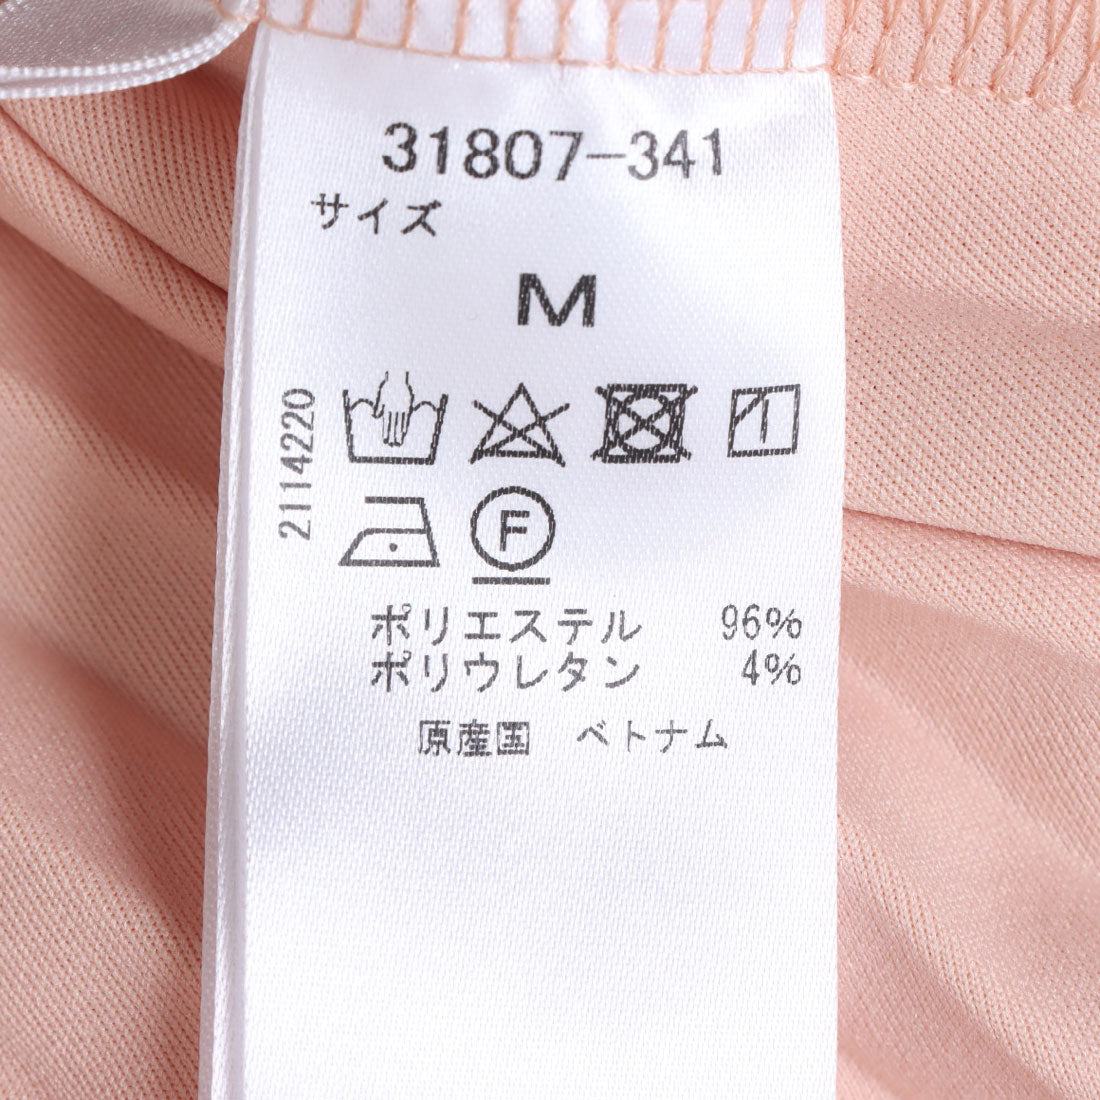 31807-341
サイズ
M
2114220
F
ポリエステル 96%
ポリウレタン 4%
原産国 ベトナム